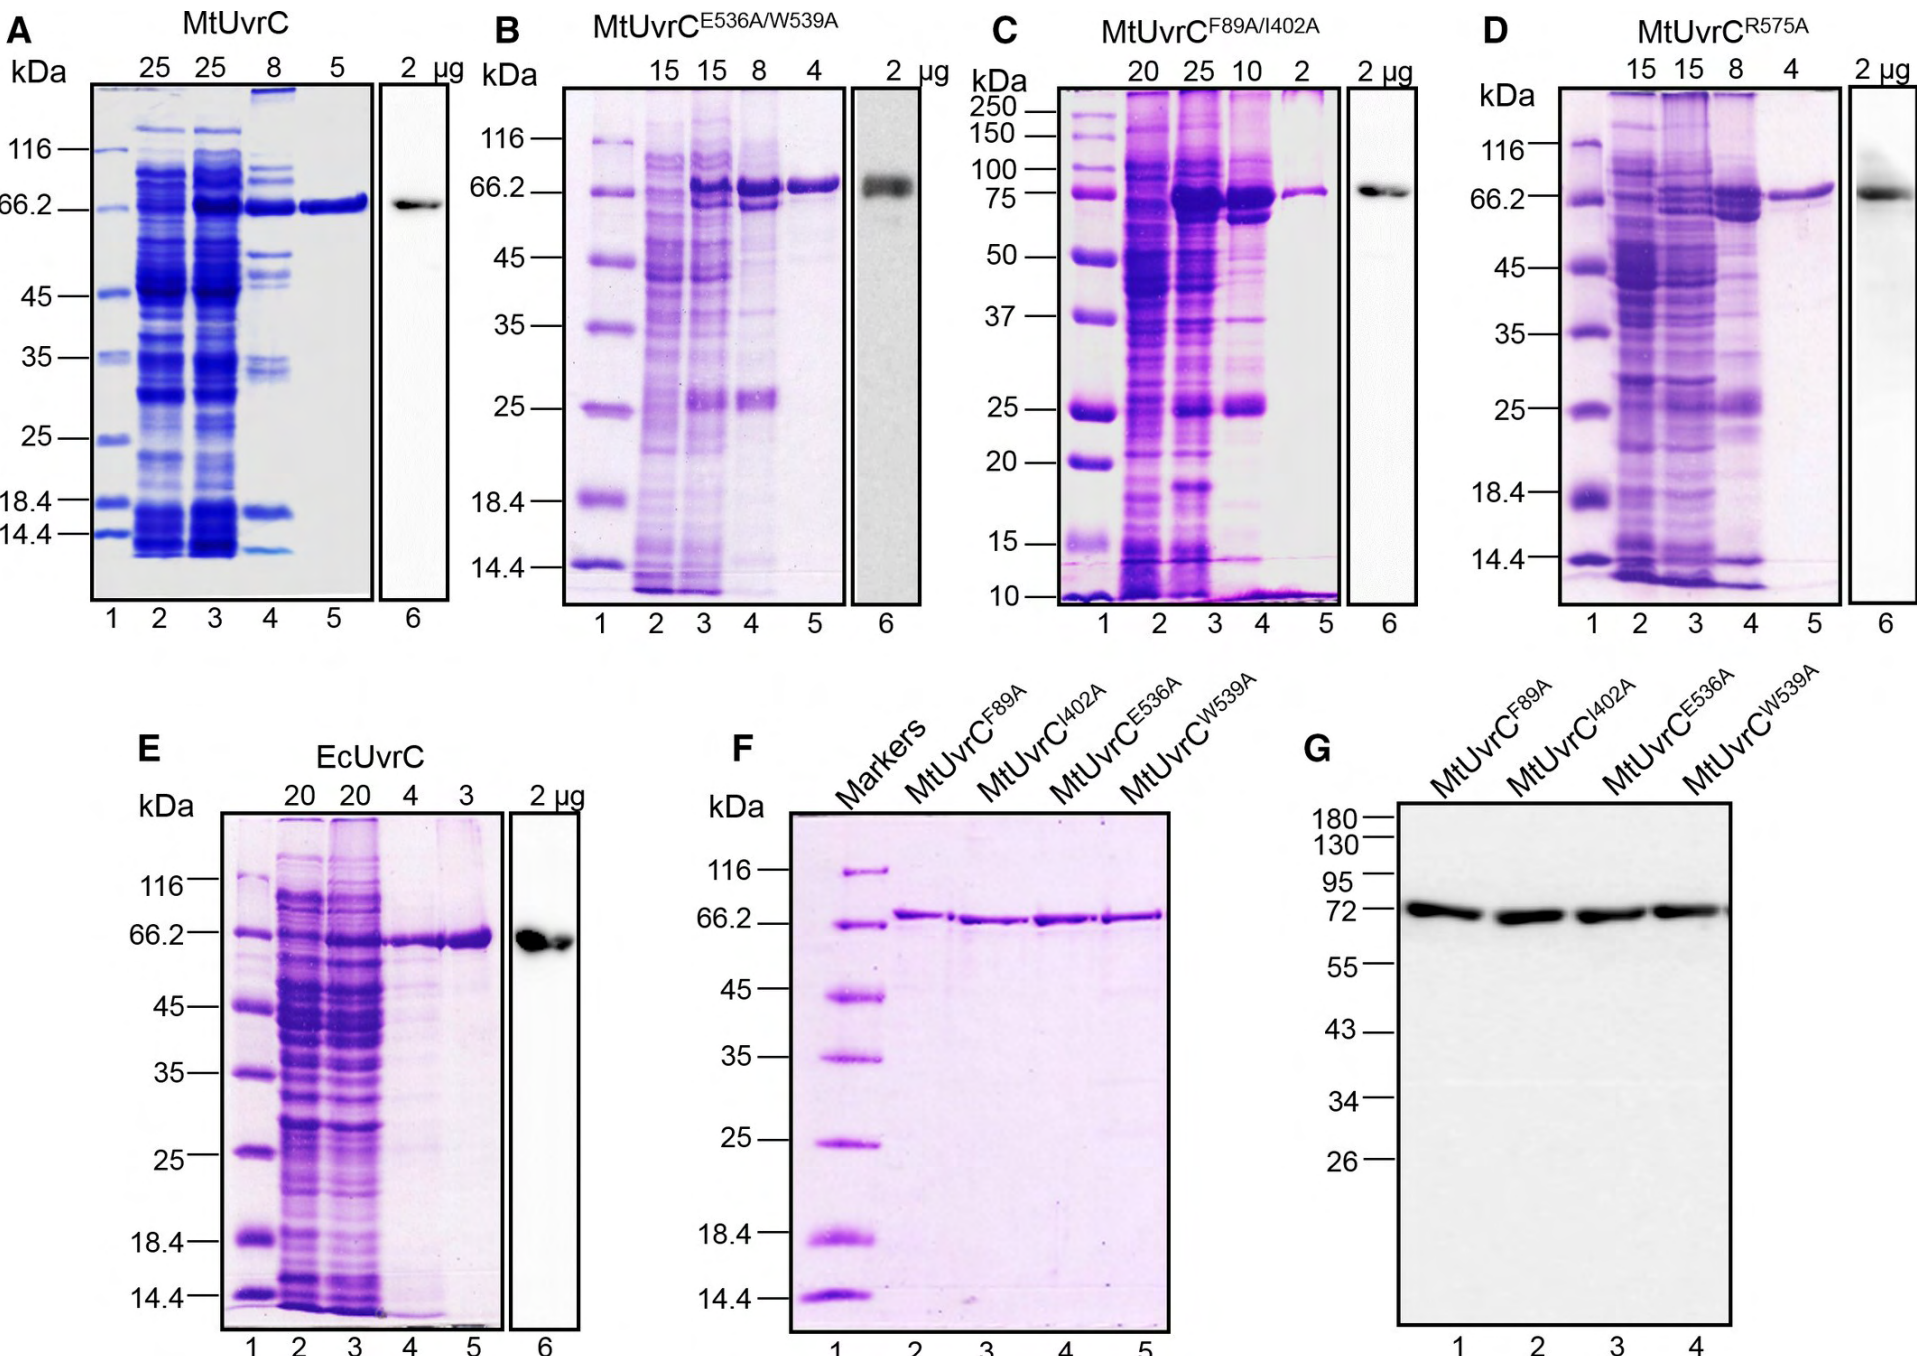 A
MtUvrC
kDa 25 25 8 5 2 µg
116
66.2
45
35
25
18.4
14.4
1 2 3 4 5 6
B
MtUvrC^E536A/W539A
kDa 15 15 8 4 2 µg
116
66.2
45
35
25
18.4
14.4
1 2 3 4 5 6
C
MtUvrC^F89A/I402A
kDa 20 25 10 2 2 µg
250
150
100
75
50
37
25
20
15
10
1 2 3 4 5 6
D
MtUvrC^R575A
kDa 15 15 8 4 2 µg
116
66.2
45
35
25
18.4
14.4
1 2 3 4 5 6
E
EcUvrC
kDa 20 20 4 3 2 µg
116
66.2
45
35
25
18.4
14.4
1 2 3 4 5 6
F
Markers
MtUvrC^F89A
MtUvrC^I402A
MtUvrC^E536A
MtUvrC^W539A
kDa
116
66.2
45
35
25
18.4
14.4
1 2 3 4 5
G
MtUvrC^F89A
MtUvrC^I402A
MtUvrC^E536A
MtUvrC^W539A
180
130
95
72
55
43
34
26
1 2 3 4